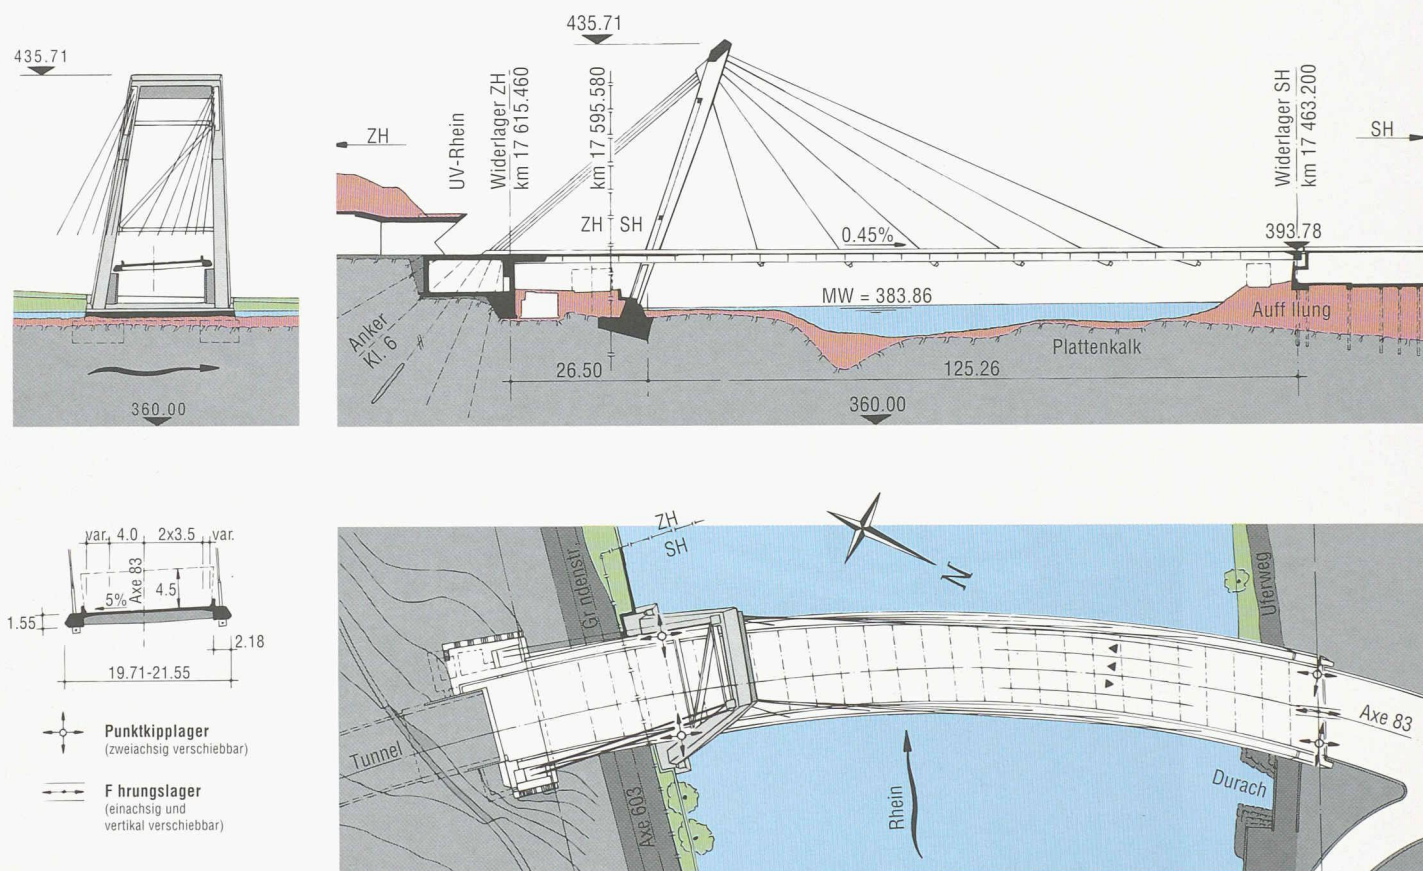 435.71
360.00
435.71
ZH
UV-Rhein
Widerlager ZH
km 17 615.460
km 17 595.580
ZH
SH
0.45%
Widerlager SH
km 17 463.200
SH
393.78
MW = 383.86
Auff llung
Anker
Kl. 6
Plattenkalk
26.50
125.26
360.00
var.
4.0
2x3.5
var.
Axe 83
5%
4.5
1.55
2.18
19.71-21.55
Punktkipplager
(zweiachsig verschiebbar)
F hrungslager
(einachsig und
vertikal verschiebbar)
ZH
SH
Gr ndenstr.
N
Uferweg
Tunnel
Axe 603
Rhein
Durach
Axe 83